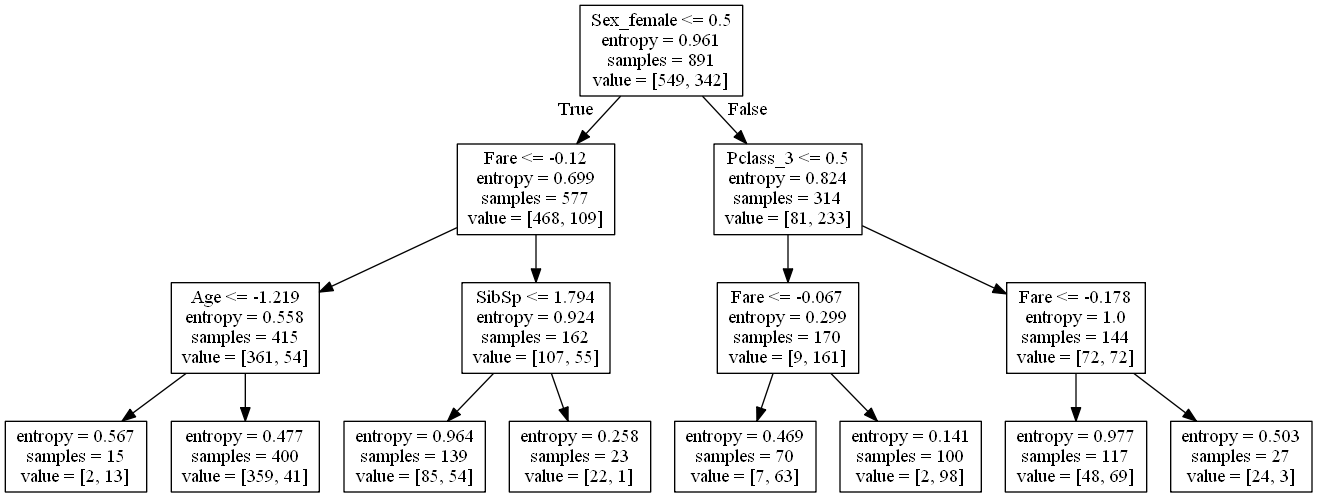 Sex_female <= 0.5
entropy = 0.961
samples = 891
value = [549, 342]
True
False
Fare <= -0.12
entropy = 0.699
samples = 577
value = [468, 109]
Pclass_3 <= 0.5
entropy = 0.824
samples = 314
value = [81, 233]
Age <= -1.219
entropy = 0.558
samples = 415
value = [361, 54]
SibSp <= 1.794
entropy = 0.924
samples = 162
value = [107, 55]
Fare <= -0.067
entropy = 0.299
samples = 170
value = [9, 161]
Fare <= -0.178
entropy = 1.0
samples = 144
value = [72, 72]
entropy = 0.567
samples = 15
value = [2, 13]
entropy = 0.477
samples = 400
value = [359, 41]
entropy = 0.964
samples = 139
value = [85, 54]
entropy = 0.258
samples = 23
value = [22, 1]
entropy = 0.469
samples = 70
value = [7, 63]
entropy = 0.141
samples = 100
value = [2, 98]
entropy = 0.977
samples = 117
value = [48, 69]
entropy = 0.503
samples = 27
value = [24, 3]